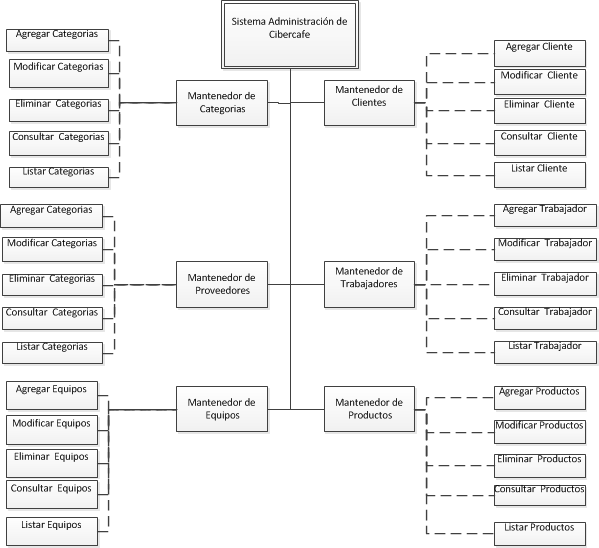 Sistema Administración de
Cibercafe
Agregar Categorias
Modificar Categorias
Eliminar Categorias
Consultar Categorias
Listar Categorias
Mantenedor de
Categorias
Mantenedor de
Clientes
Agregar Cliente
Modificar Cliente
Eliminar Cliente
Consultar Cliente
Listar Cliente
Agregar Categorias
Modificar Categorias
Eliminar Categorias
Consultar Categorias
Listar Categorias
Mantenedor de
Proveedores
Mantenedor de
Trabajadores
Agregar Trabajador
Modificar Trabajador
Eliminar Trabajador
Consultar Trabajador
Listar Trabajador
Agregar Equipos
Modificar Equipos
Eliminar Equipos
Consultar Equipos
Listar Equipos
Mantenedor de
Equipos
Mantenedor de
Productos
Agregar Productos
Modificar Productos
Eliminar Productos
Consultar Productos
Listar Productos